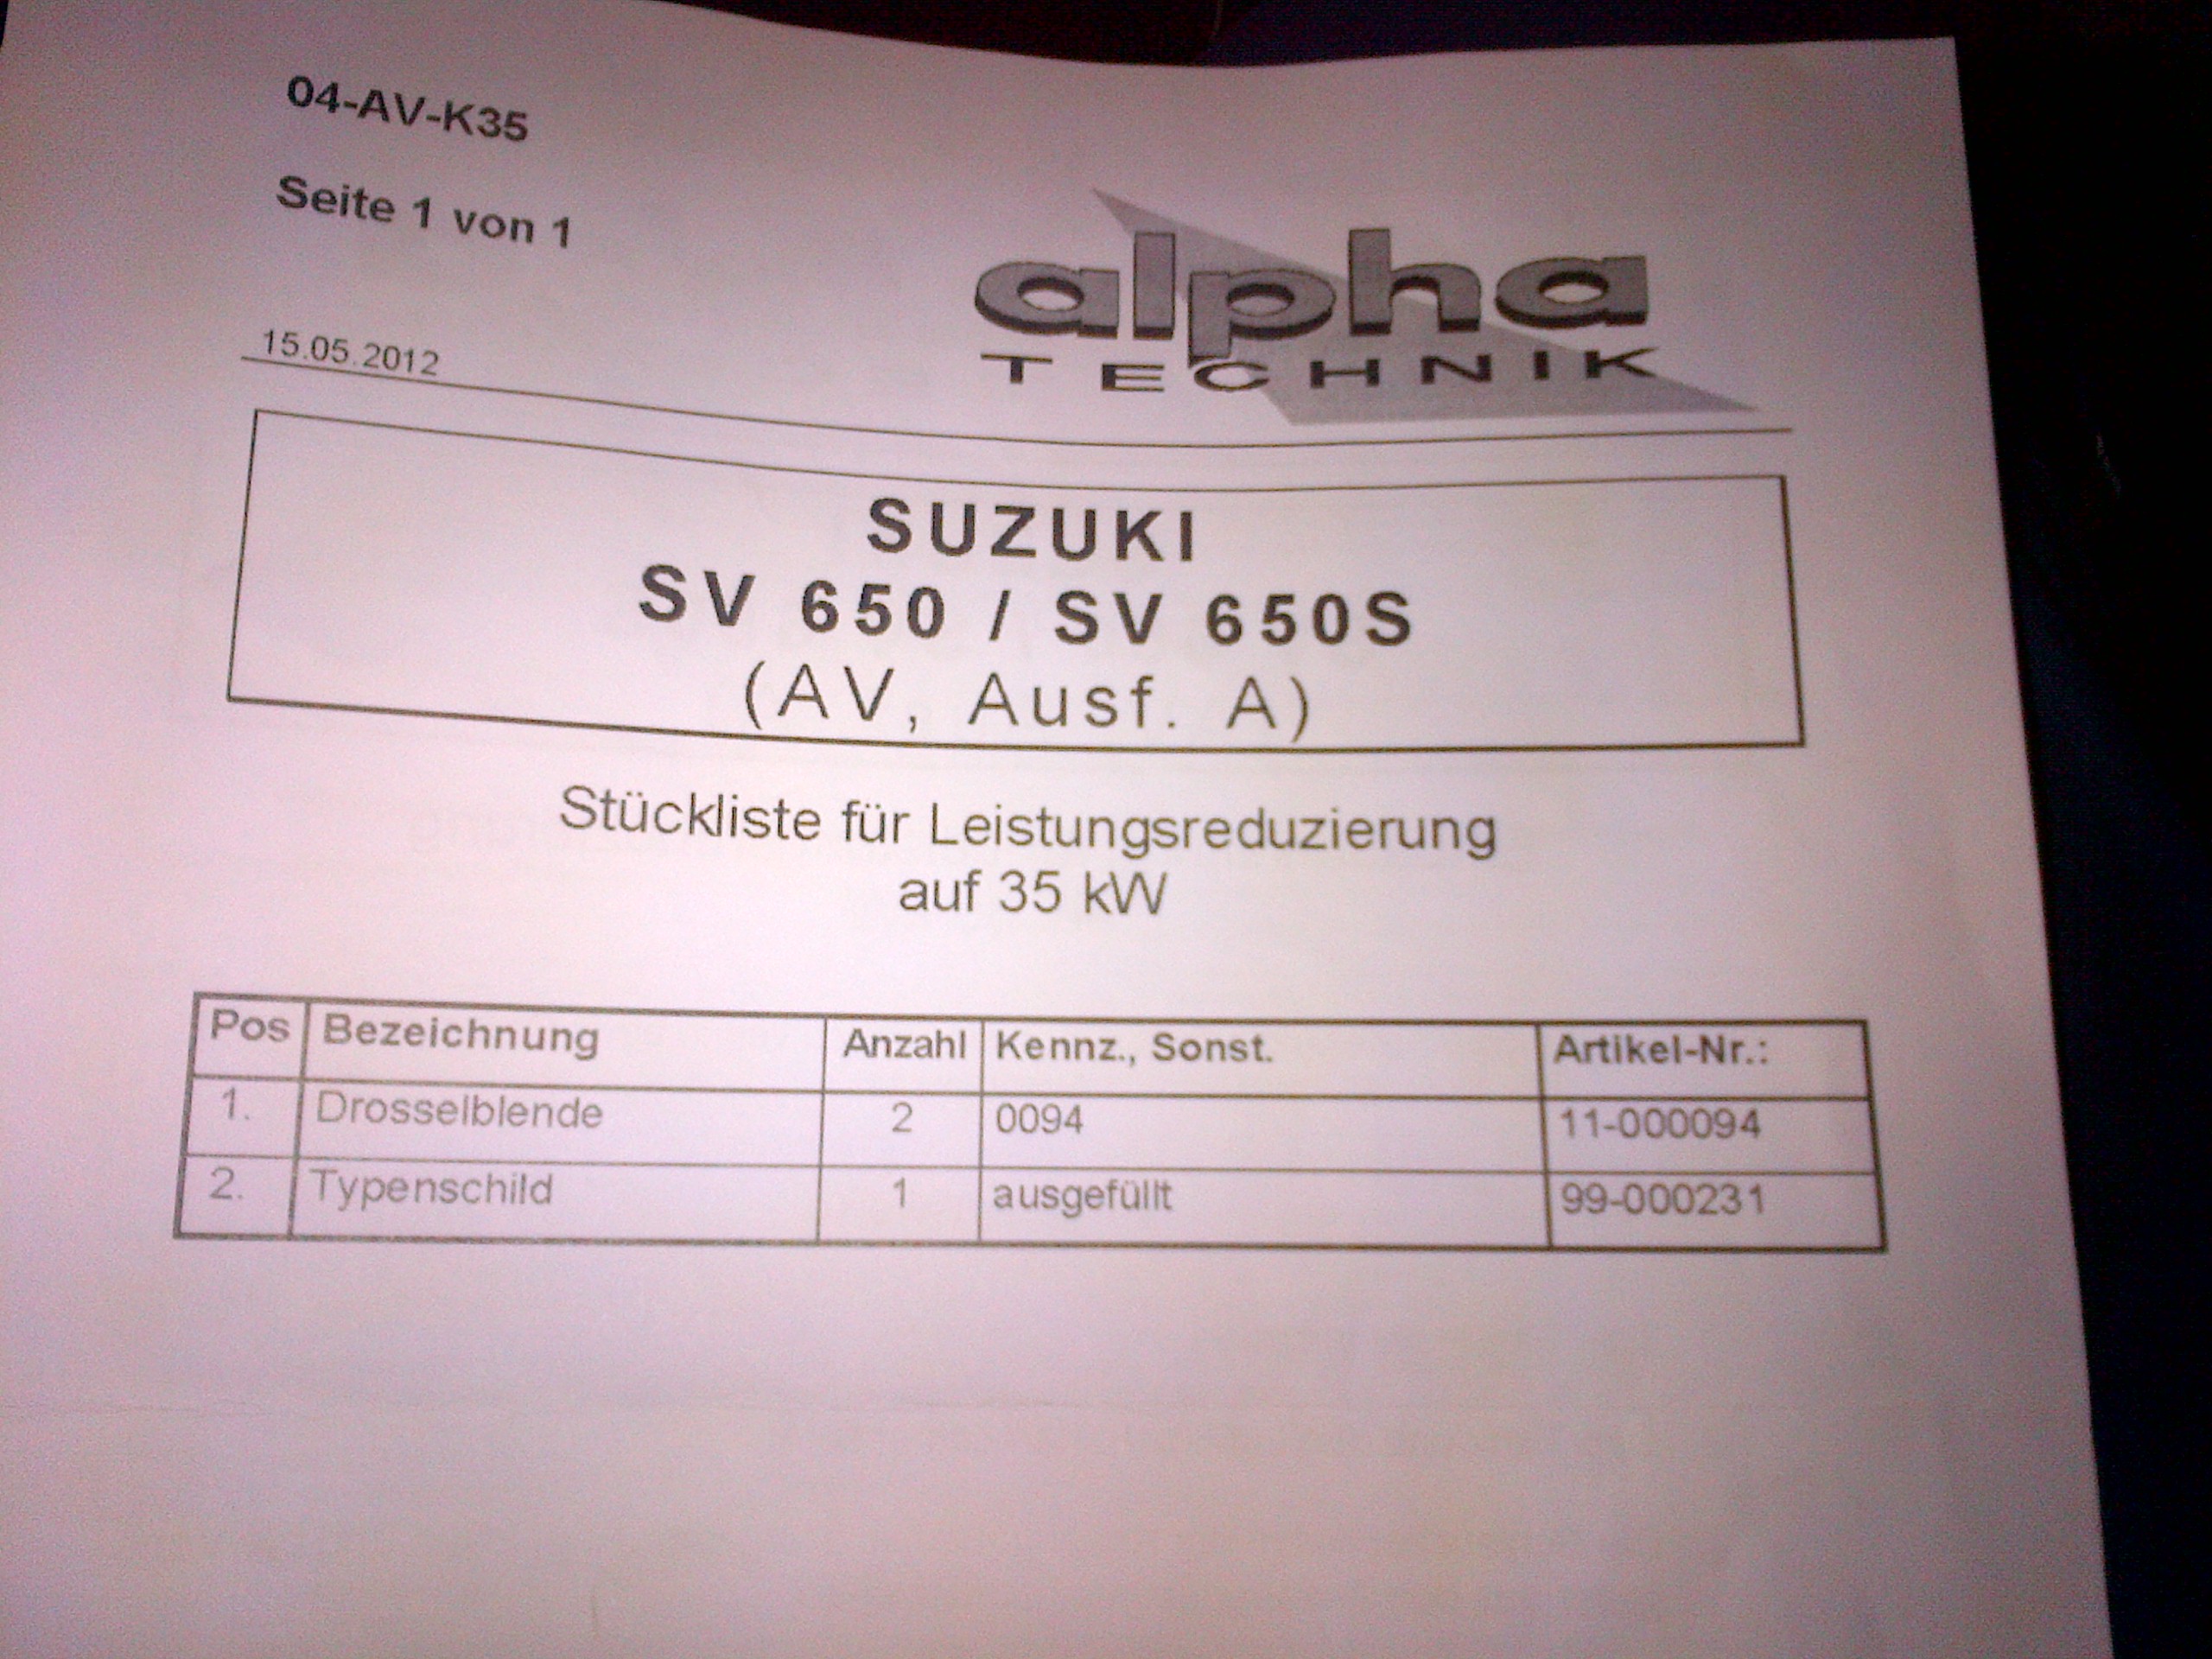 04-AV-K35
Seite 1 von 1
15.05.2012
alpha
TECHNIK
SUZUKI
SV 650 / SV 650S
(AV, Ausf. A)
Stückliste für Leistungsreduzierung
auf 35 kW
Pos Bezeichnung Anzahl Kennz., Sonst. Artikel-Nr.:
1. Drosselblende 2 0094 11-000094
2. Typenschild 1 ausgefüllt 99-000231